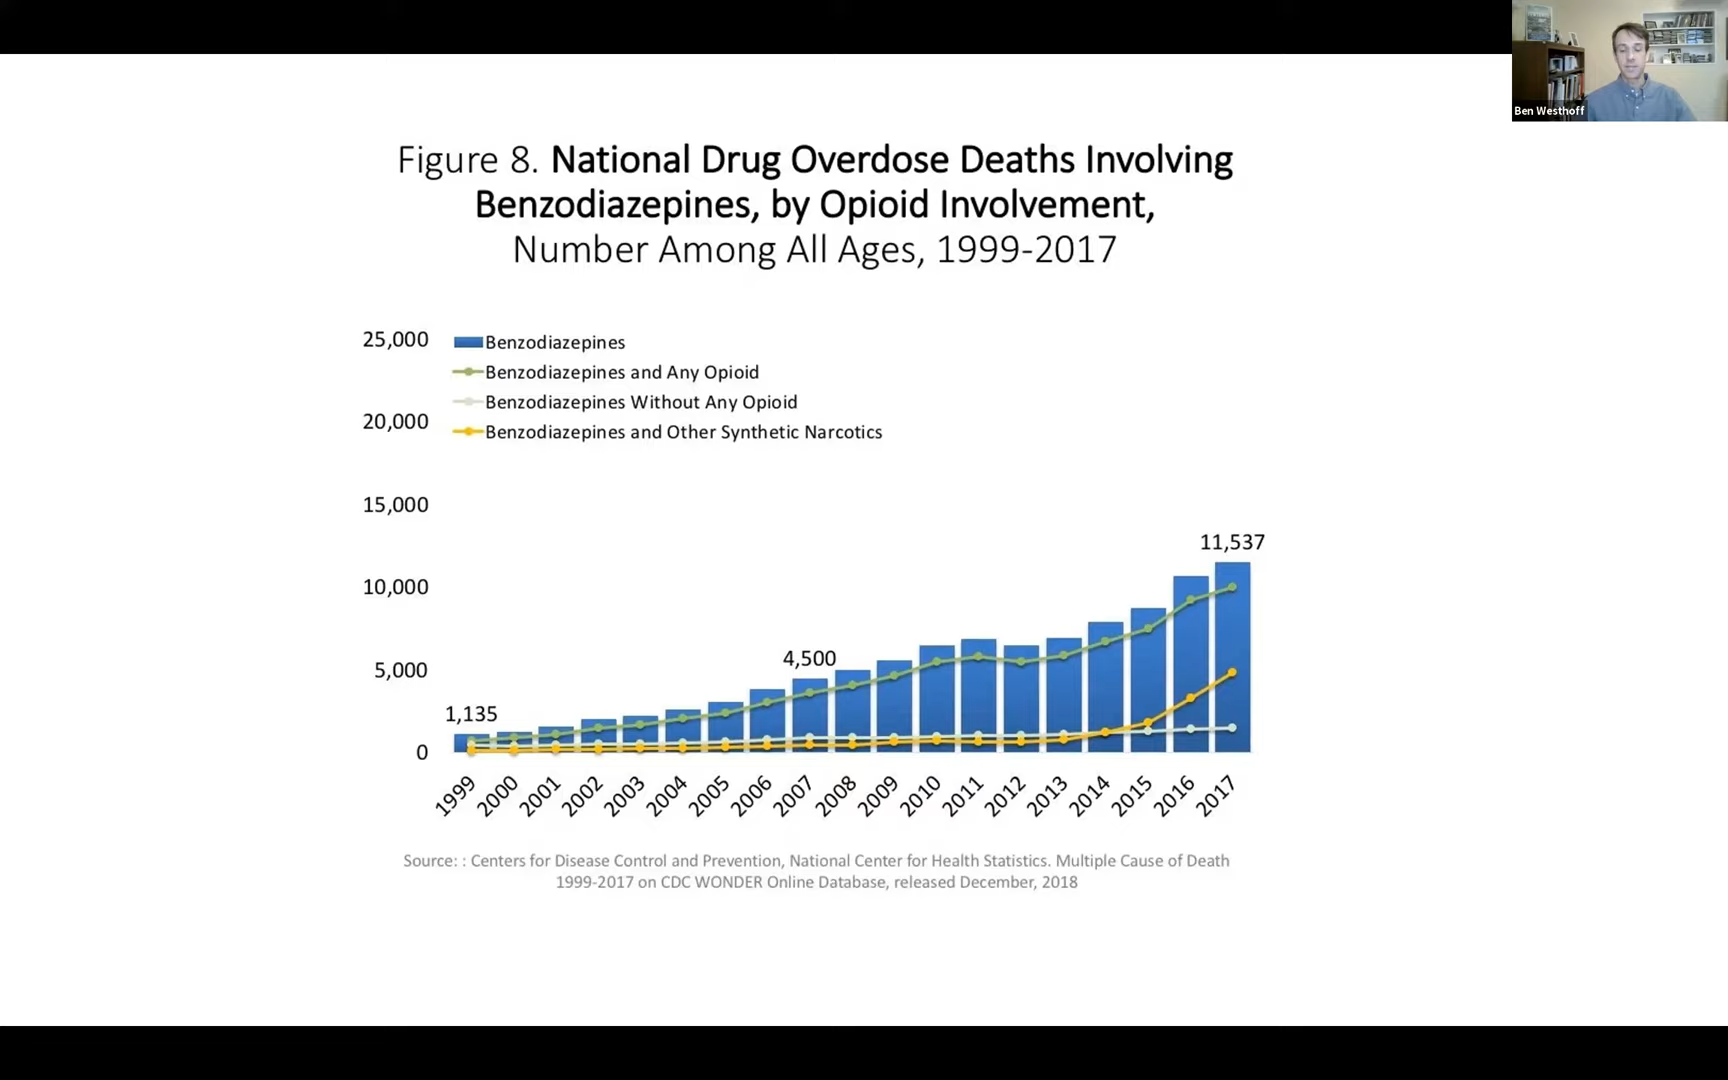 Ben Westhoff
Figure 8. National Drug Overdose Deaths Involving
Benzodiazepines, by Opioid Involvement,
Number Among All Ages, 1999-2017
25,000
20,000
15,000
10,000
5,000
0
Benzodiazepines
Benzodiazepines and Any Opioid
Benzodiazepines Without Any Opioid
Benzodiazepines and Other Synthetic Narcotics
1,135
4,500
11,537
1999
2000
2001
2002
2003
2004
2005
2006
2007
2008
2009
2010
2011
2012
2013
2014
2015
2016
2017
Source: : Centers for Disease Control and Prevention, National Center for Health Statistics. Multiple Cause of Death
1999-2017 on CDC WONDER Online Database, released December, 2018